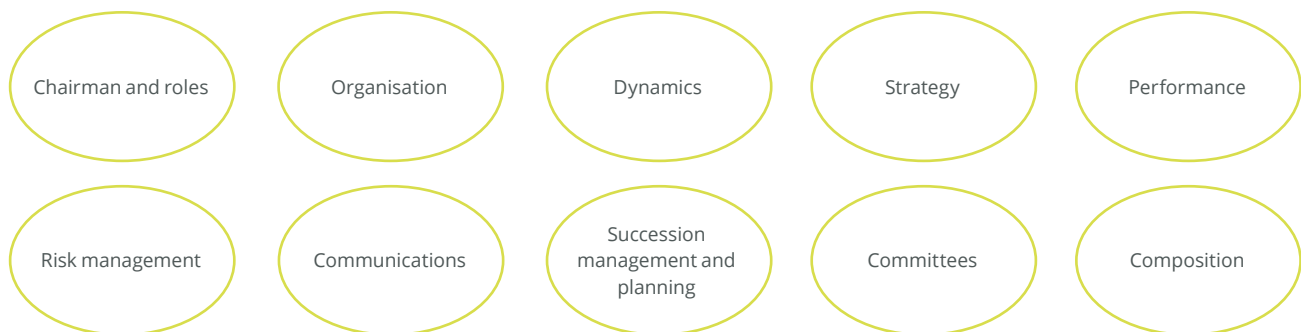 Chairman and roles
Organisation
Dynamics
Strategy
Performance
Risk management
Communications
Succession
management and
planning
Committees
Composition